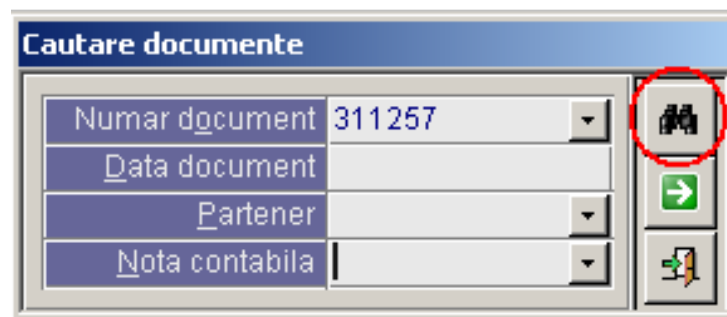 Cautare documente
Numar document 311257
Data document
Partener
Nota contabila